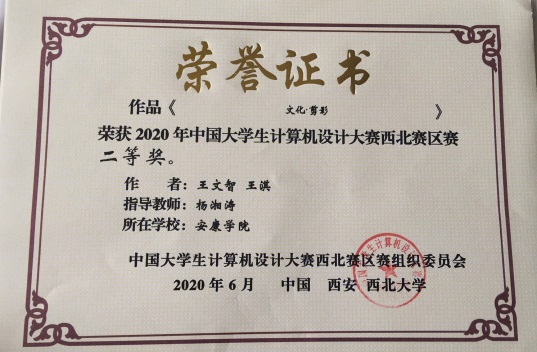 荣誉证书
作品《文化·剪影》
荣获2020年中国大学生计算机设计大赛西北赛区赛
二等奖。
作者：王文智 王淇
指导教师：杨湘涛
所在学校：安康学院
中国大学生计算机设计大赛西北赛区赛组织委员会
2020年6月 中国 西安 西北大学